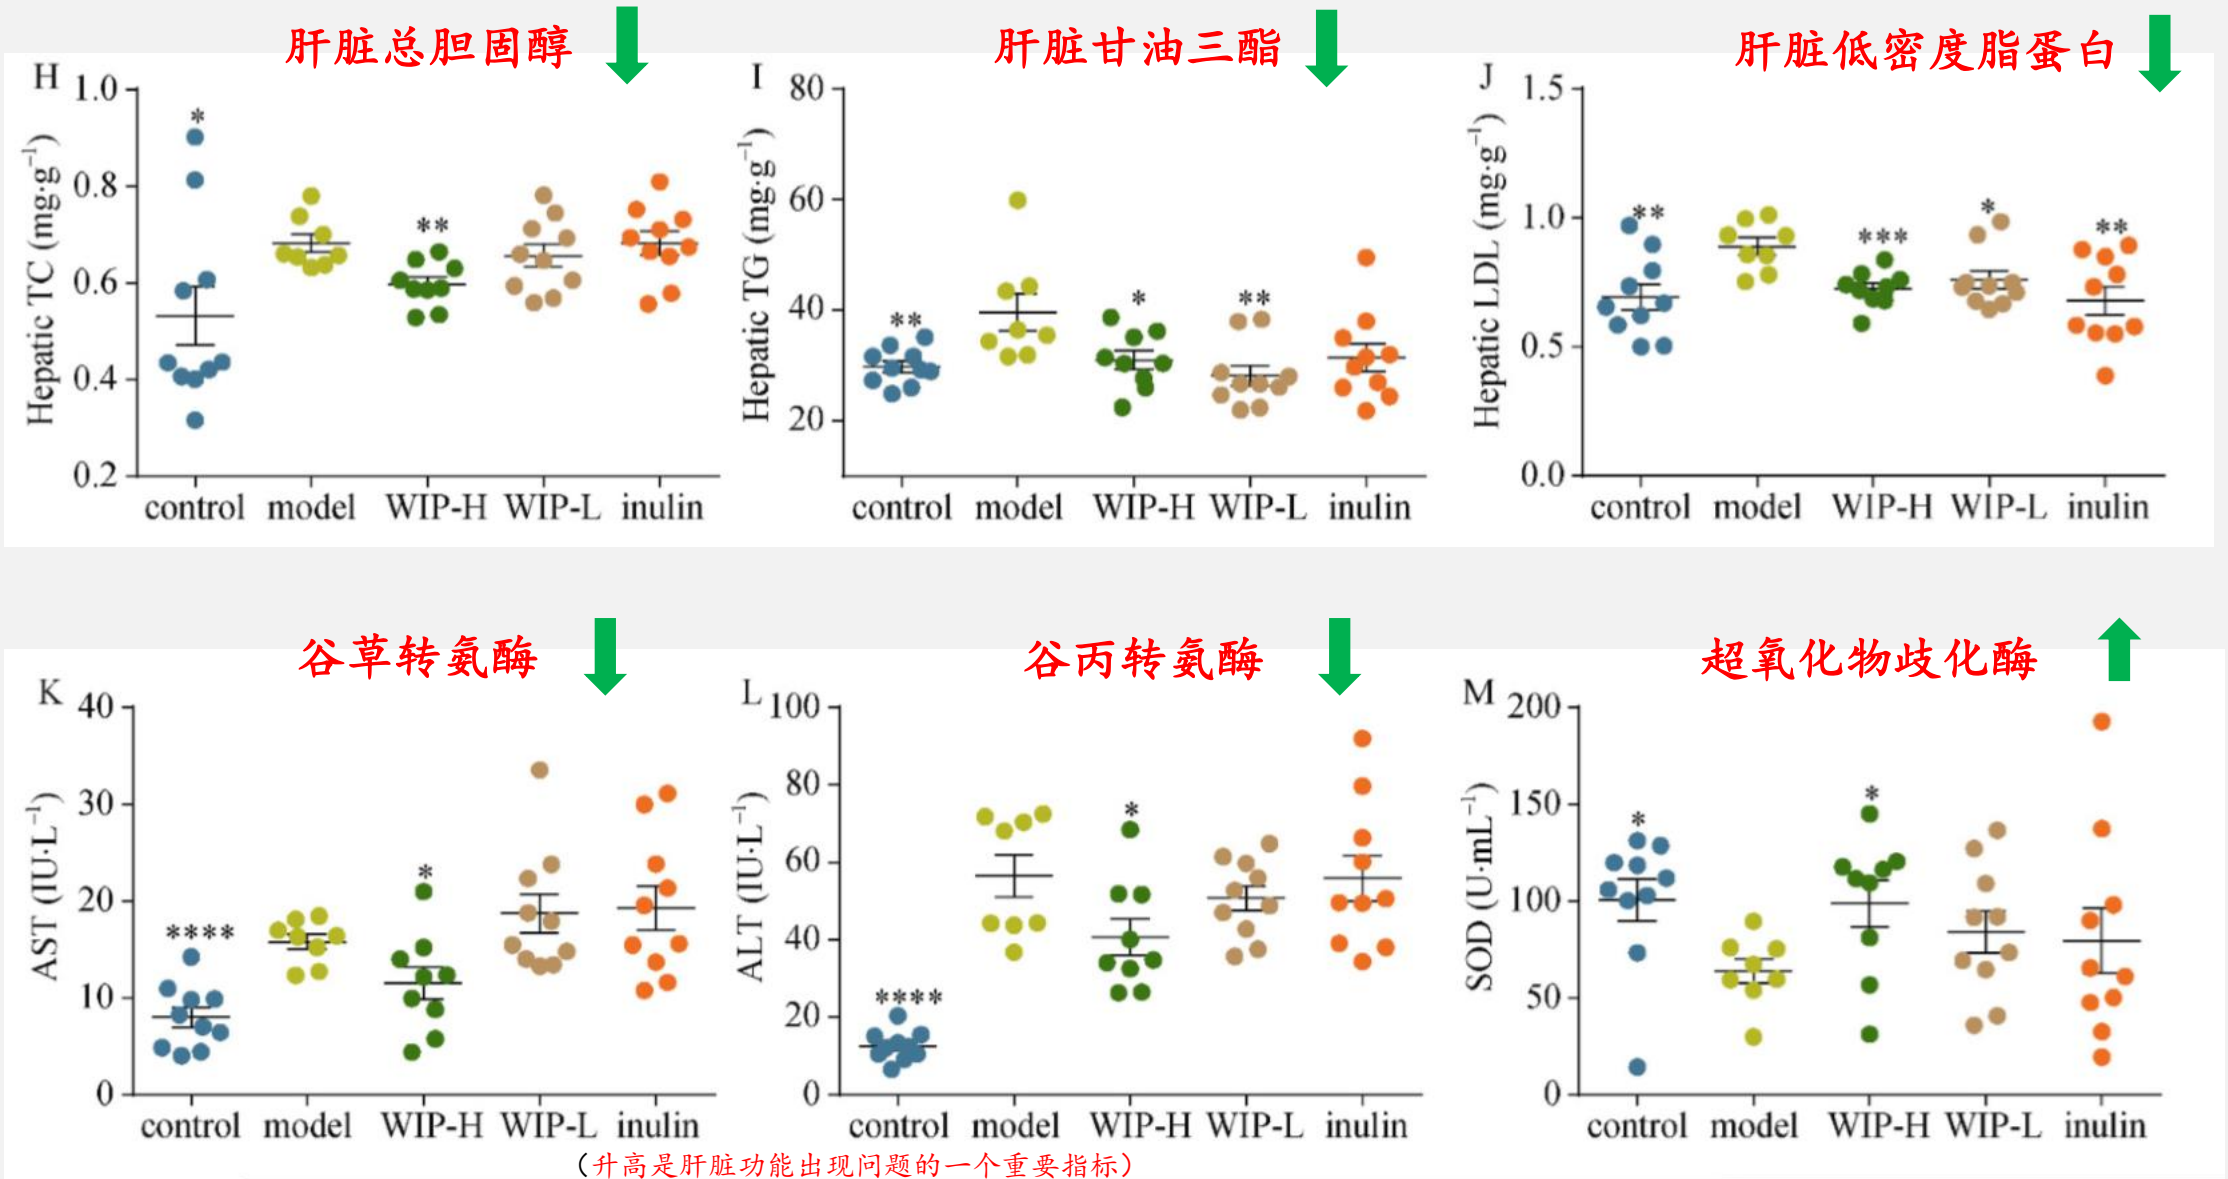 肝脏总胆固醇
肝脏甘油三酯
肝脏低密度脂蛋白
H
Hepatic TC (mg·g⁻¹)
1.0
0.8
0.6
0.4
0.2
*
**
control model WIP-H WIP-L inulin
I
Hepatic TG (mg·g⁻¹)
80
60
40
20
**
*
**
control model WIP-H WIP-L inulin
J
Hepatic LDL (mg·g⁻¹)
1.5
1.0
0.5
0.0
**
***
*
**
control model WIP-H WIP-L inulin
谷草转氨酶
谷丙转氨酶
超氧化物歧化酶
K
AST (IU·L⁻¹)
40
30
20
10
0
****
*
control model WIP-H WIP-L inulin
L
ALT (IU·L⁻¹)
100
80
60
40
20
0
****
*
control model WIP-H WIP-L inulin
M
SOD (U·mL⁻¹)
200
150
100
50
0
*
*
control model WIP-H WIP-L inulin
（升高是肝脏功能出现问题的一个重要指标）